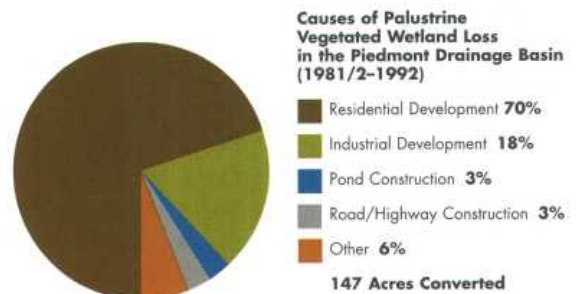 Causes of Palustrine
Vegetated Wetland Loss
in the Piedmont Drainage Basin
(1981/2–1992)
Residential Development 70%
Industrial Development 18%
Pond Construction 3%
Road/Highway Construction 3%
Other 6%
147 Acres Converted